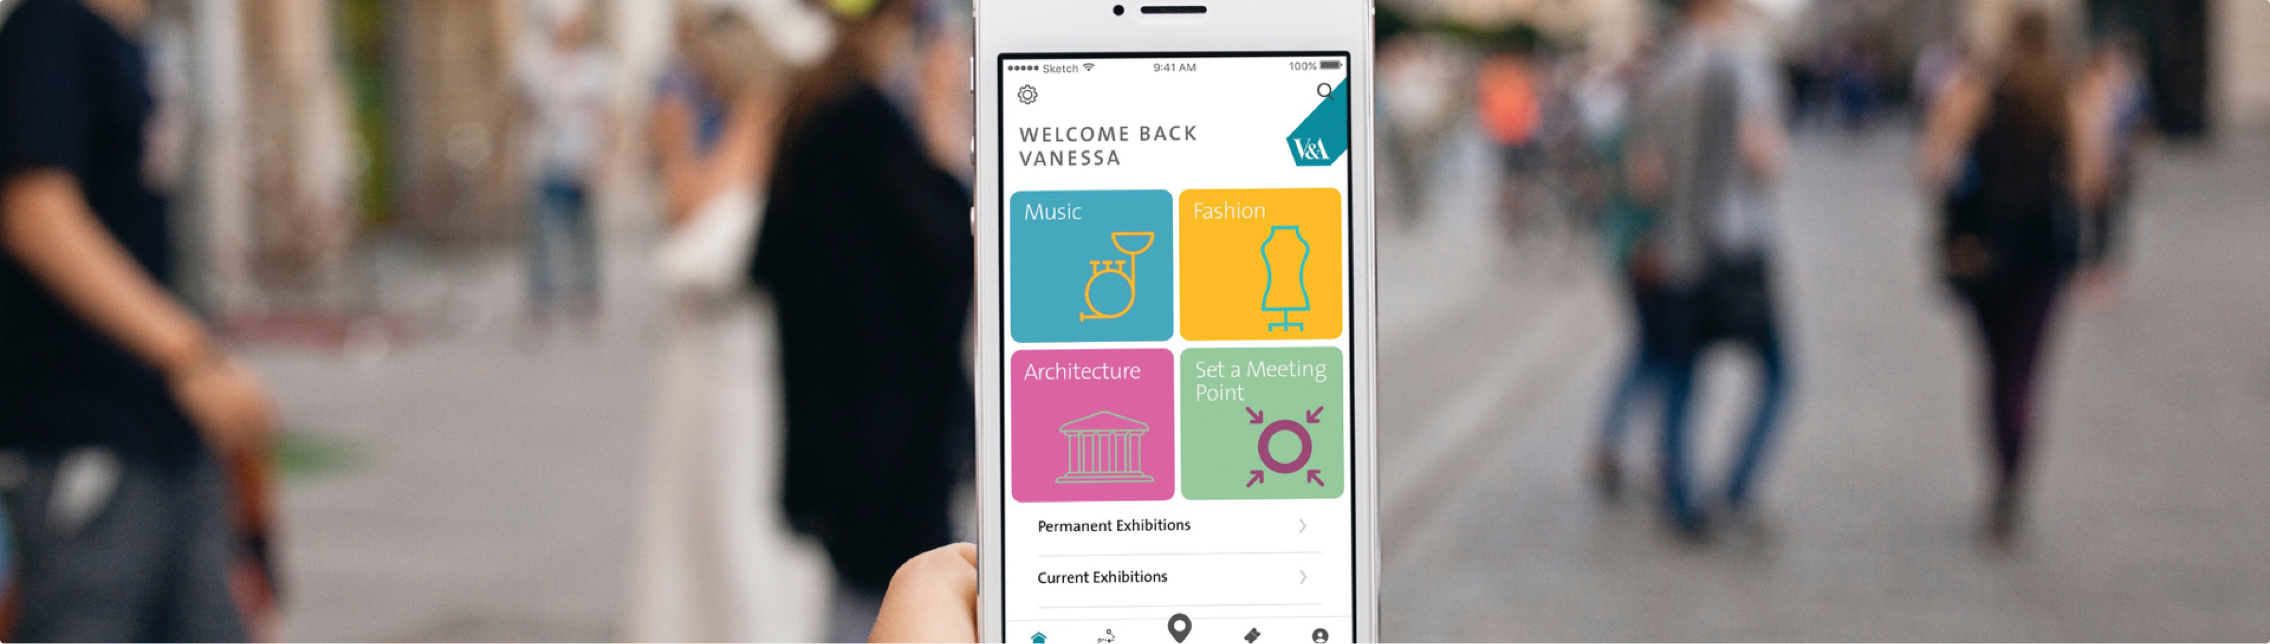 Sketch 9:41 AM 100%
WELCOME BACK
VANESSA
V&A
Music
Fashion
Architecture
Set a Meeting
Point
Permanent Exhibitions
Current Exhibitions